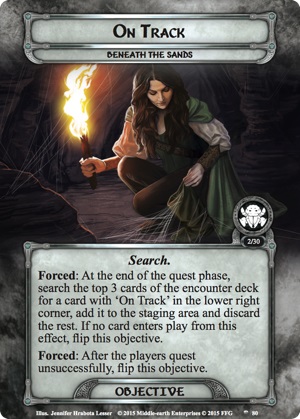 On Track
Beneath the Sands
2/30
Search.
Forced: At the end of the quest phase,
search the top 3 cards of the encounter deck
for a card with ‘On Track’ in the lower right
corner, add it to the staging area and discard
the rest. If no card enters play from this
effect, flip this objective.
Forced: After the players quest
unsuccessfully, flip this objective.
Objective
Illus. Jennifer Hrabota Lesser ©2015 Middle-earth Enterprises ©2015 FFG 80